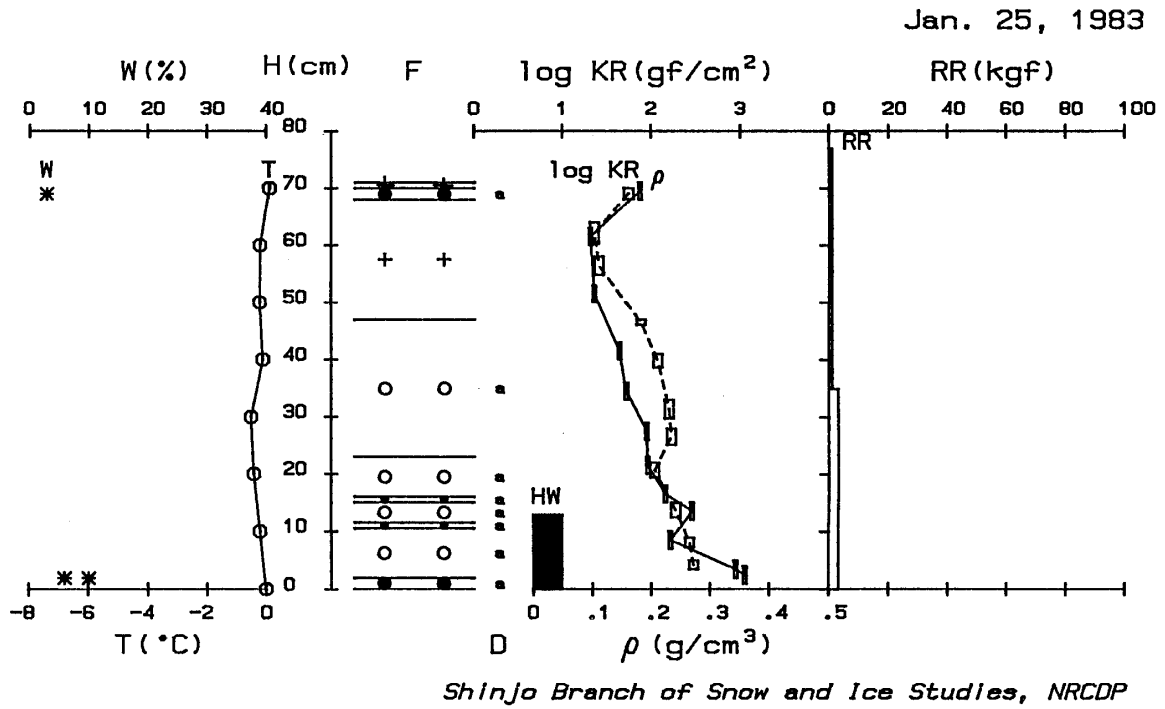 Jan. 25, 1983
W(%) H(cm) F log KR(gf/cm²) RR(kgf)
0 10 20 30 40 0 1 2 3 0 20 40 60 80 100
80
RR
W T log KR ρ
70 a
60
50
40
a
30
20
a
a
HW
a
10 a
a
0
-8 -6 -4 -2 0 0 .1 .2 .3 .4 .5
T(°C) D ρ (g/cm³)
Shinjo Branch of Snow and Ice Studies, NRCDP